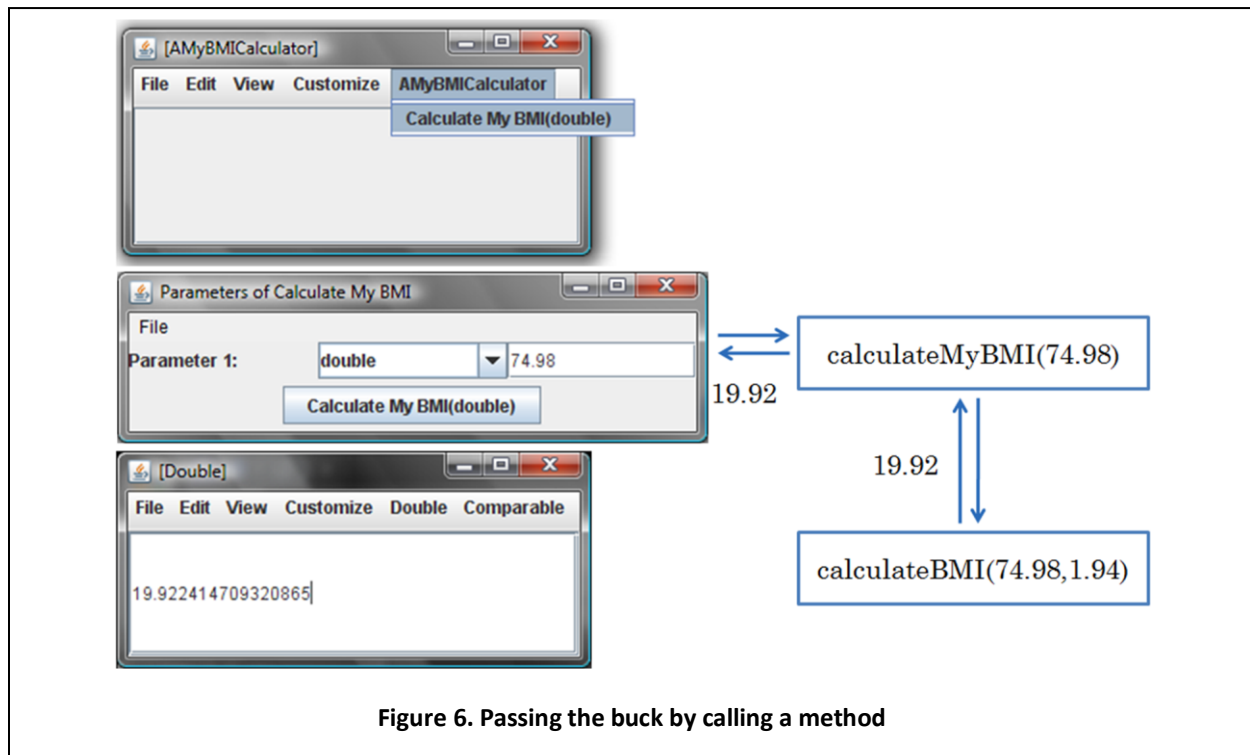 [AMyBMICalculator]
File Edit View Customize AMyBMICalculator
Calculate My BMI(double)
Parameters of Calculate My BMI
File
Parameter 1: double 74.98
Calculate My BMI(double)
19.92
calculateMyBMI(74.98)
19.92
calculateBMI(74.98,1.94)
[Double]
File Edit View Customize Double Comparable
19.922414709320865
Figure 6. Passing the buck by calling a method